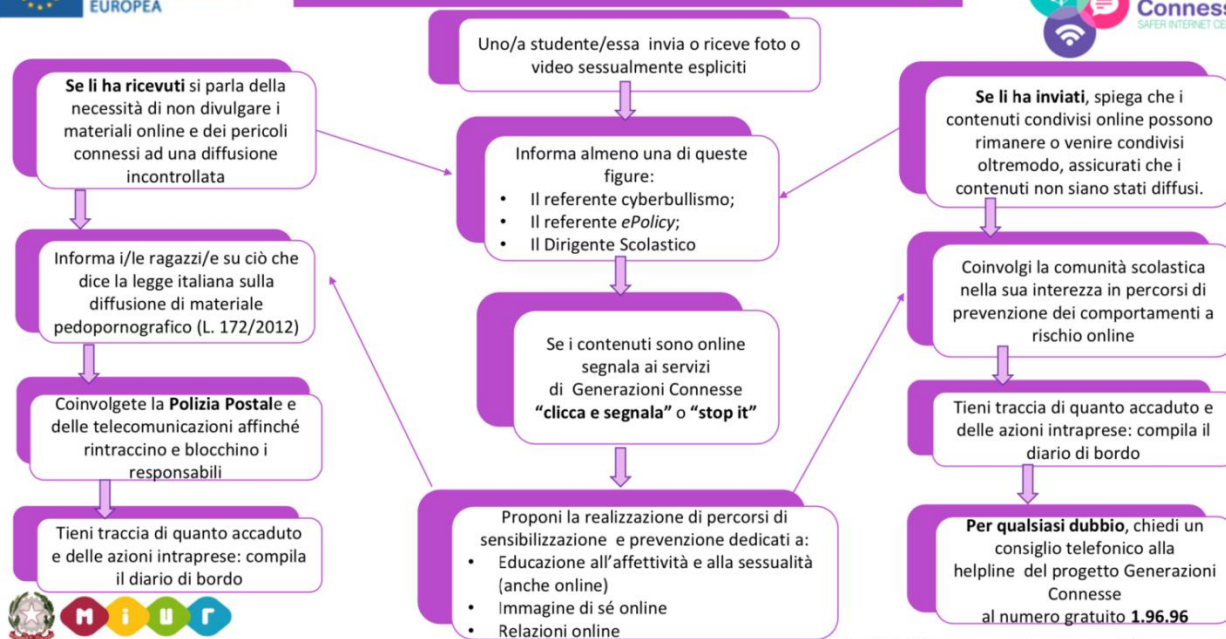 EUROPEA
Conness
SAFER INTERNET CE
Uno/a studente/essa invia o riceve foto o
video sessualmente espliciti
Se li ha ricevuti si parla della
necessità di non divulgare i
materiali online e dei pericoli
connessi ad una diffusione
incontrollata
Informa almeno una di queste
figure:
• Il referente cyberbullismo;
• Il referente ePolicy;
• Il Dirigente Scolastico
Se li ha inviati, spiega che i
contenuti condivisi online possono
rimanere o venire condivisi
oltremodo, assicurati che i
contenuti non siano stati diffusi.
Informa i/le ragazzi/e su ciò che
dice la legge italiana sulla
diffusione di materiale
pedopornografico (L. 172/2012)
Se i contenuti sono online
segnala ai servizi
di Generazioni Connesse
“clicca e segnala” o “stop it”
Coinvolgi la comunità scolastica
nella sua interezza in percorsi di
prevenzione dei comportamenti a
rischio online
Coinvolgete la Polizia Postale e
delle telecomunicazioni affinché
rintraccino e blocchino i
responsabili
Tieni traccia di quanto accaduto e
delle azioni intraprese: compila il
diario di bordo
Tieni traccia di quanto accaduto
e delle azioni intraprese: compila
il diario di bordo
Proponi la realizzazione di percorsi di
sensibilizzazione e prevenzione dedicati a:
• Educazione all’affettività e alla sessualità
(anche online)
• Immagine di sé online
• Relazioni online
Per qualsiasi dubbio, chiedi un
consiglio telefonico alla
helpline del progetto Generazioni
Connesse
al numero gratuito 1.96.96
miur